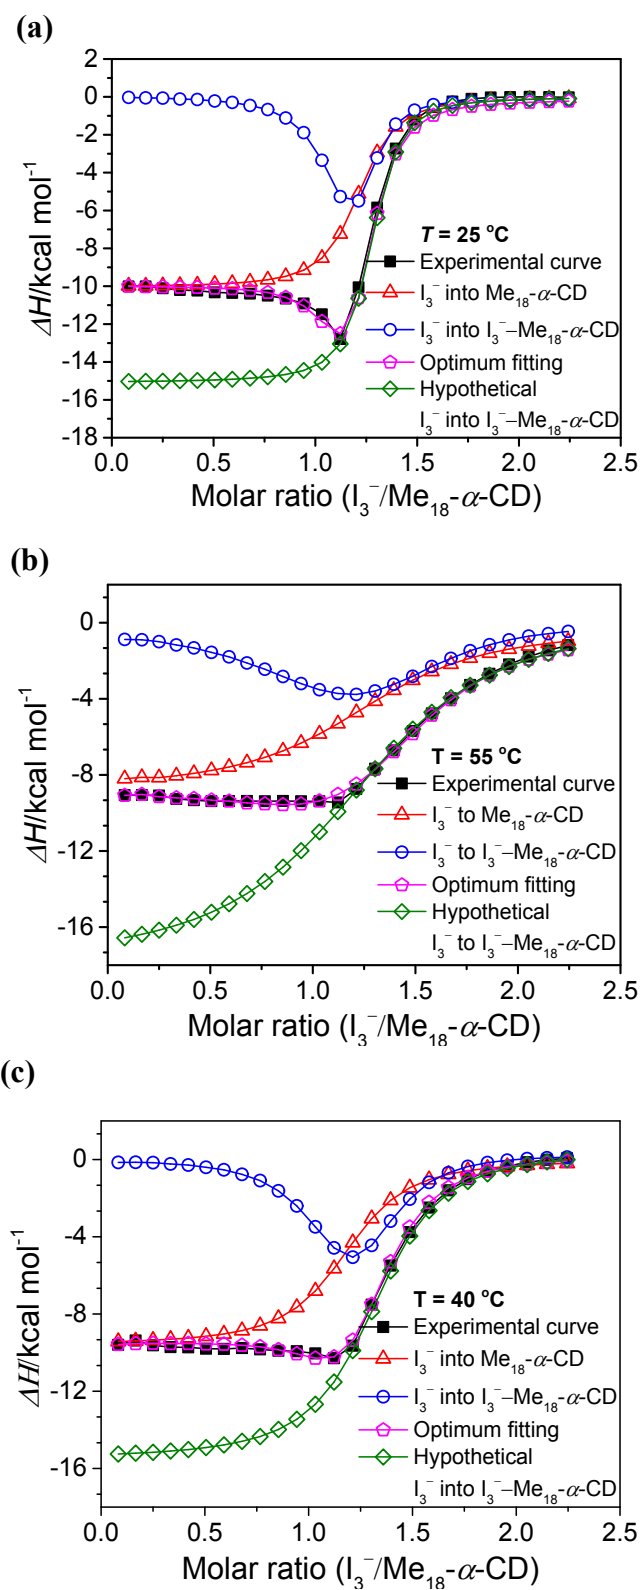 (a)
2
0
-2
-4
-6
-8
-10
-12
-14
-16
-18
ΔH/kcal mol⁻¹
T = 25 °C
Experimental curve
I₃⁻ into Me₁₈-α-CD
I₃⁻ into I₃⁻–Me₁₈-α-CD
Optimum fitting
Hypothetical
I₃⁻ into I₃⁻–Me₁₈-α-CD
0.0 0.5 1.0 1.5 2.0 2.5
Molar ratio (I₃⁻/Me₁₈-α-CD)
(b)
0
-4
-8
-12
-16
ΔH/kcal mol⁻¹
T = 55 °C
Experimental curve
I₃⁻ to Me₁₈-α-CD
I₃⁻ to I₃⁻–Me₁₈-α-CD
Optimum fitting
Hypothetical
I₃⁻ to I₃⁻–Me₁₈-α-CD
0.0 0.5 1.0 1.5 2.0 2.5
Molar ratio (I₃⁻/Me₁₈-α-CD)
(c)
0
-4
-8
-12
-16
ΔH/kcal mol⁻¹
T = 40 °C
Experimental curve
I₃⁻ into Me₁₈-α-CD
I₃⁻ into I₃⁻–Me₁₈-α-CD
Optimum fitting
Hypothetical
I₃⁻ into I₃⁻–Me₁₈-α-CD
0.0 0.5 1.0 1.5 2.0 2.5
Molar ratio (I₃⁻/Me₁₈-α-CD)